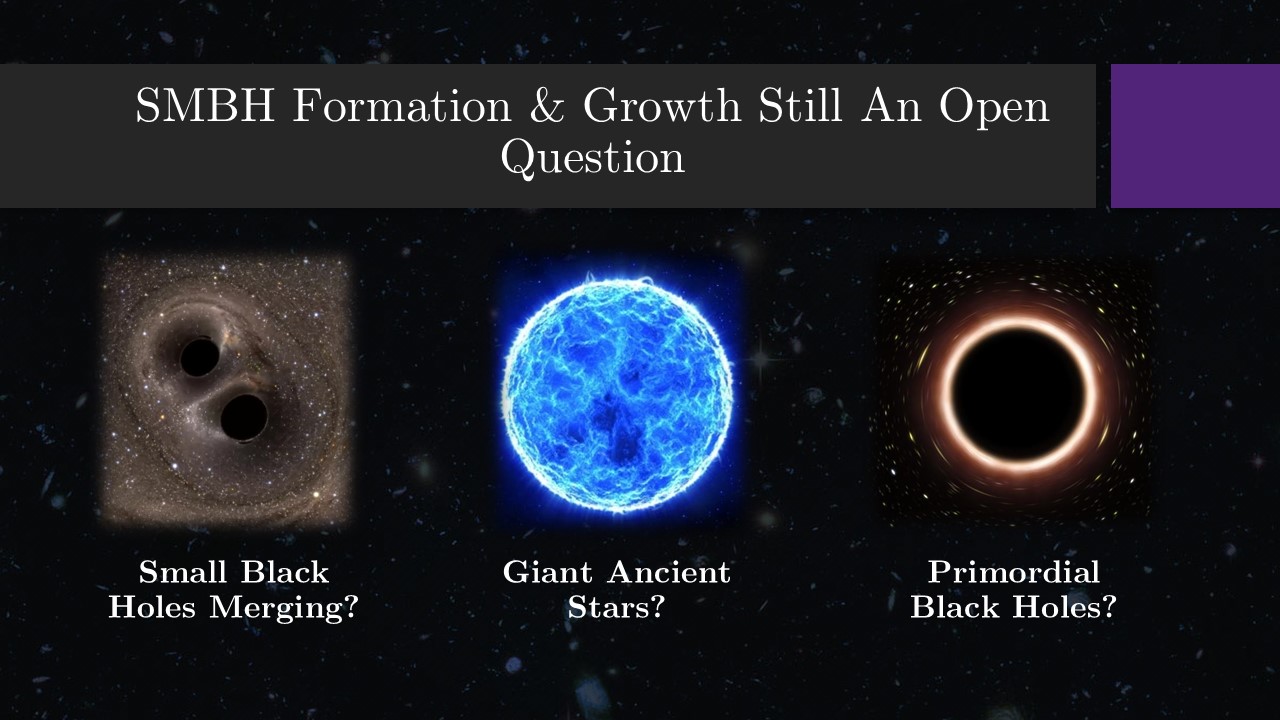 SMBH Formation & Growth Still An Open
Question
Small Black
Holes Merging?
Giant Ancient
Stars?
Primordial
Black Holes?